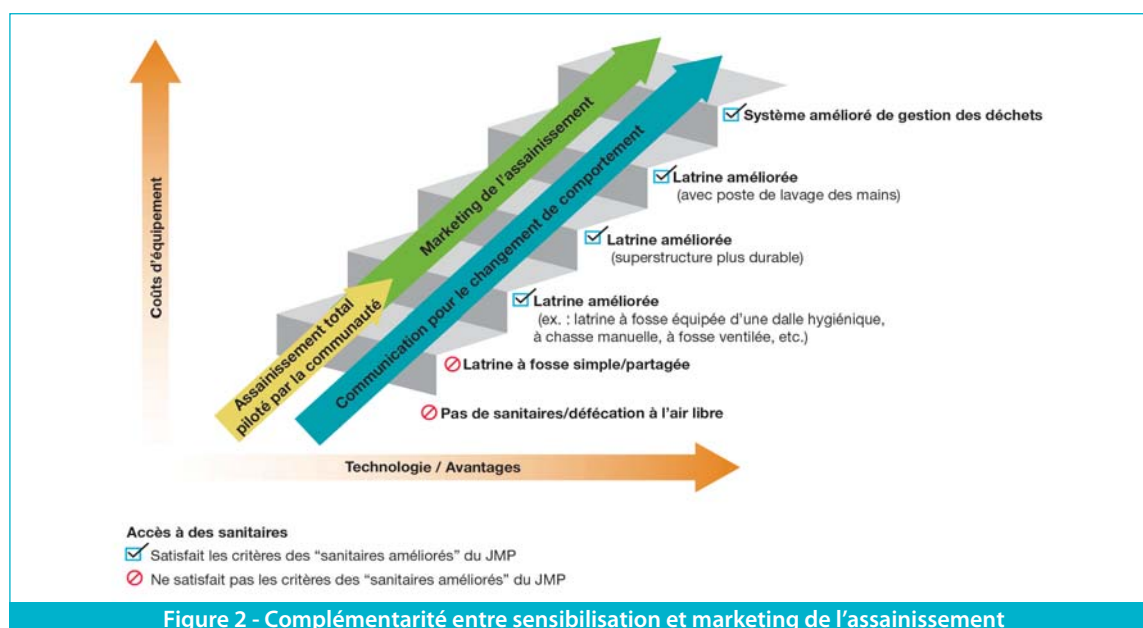 Coûts d'équipement
Assainissement total
piloté par la communauté
Marketing de l'assainissement
Communication pour le changement de comportement
Système amélioré de gestion des déchets
Latrine améliorée
(avec poste de lavage des mains)
Latrine améliorée
(superstructure plus durable)
Latrine améliorée
(ex. : latrine à fosse équipée d'une dalle hygiénique,
à chasse manuelle, à fosse ventilée, etc.)
Latrine à fosse simple/partagée
Pas de sanitaires/défécation à l'air libre
Technologie / Avantages
Accès à des sanitaires
Satisfait les critères des "sanitaires améliorés" du JMP
Ne satisfait pas les critères des "sanitaires améliorés" du JMP
Figure 2 - Complémentarité entre sensibilisation et marketing de l'assainissement